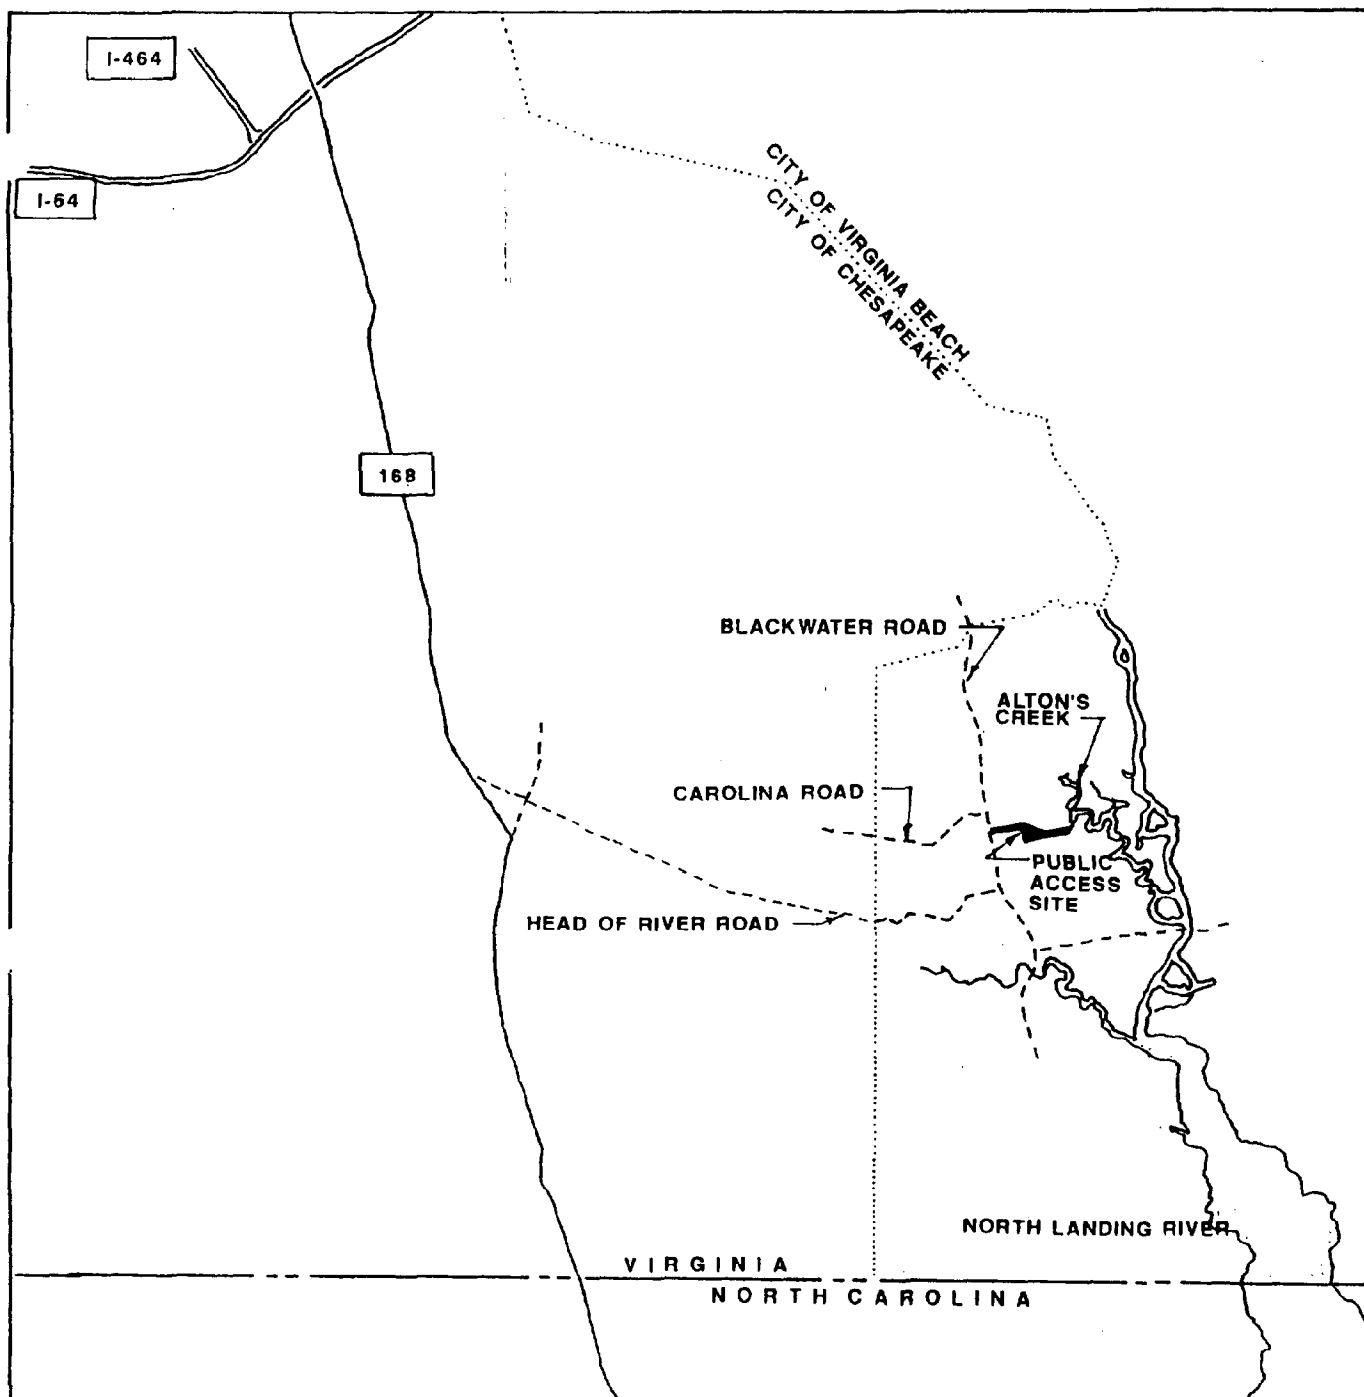 I-464
I-64
CITY OF VIRGINIA BEACH
CITY OF CHESAPEAKE
168
BLACKWATER ROAD
ALTON'S
CREEK
CAROLINA ROAD
PUBLIC
ACCESS
SITE
HEAD OF RIVER ROAD
NORTH LANDING RIVER
VIRGINIA
NORTH CAROLINA